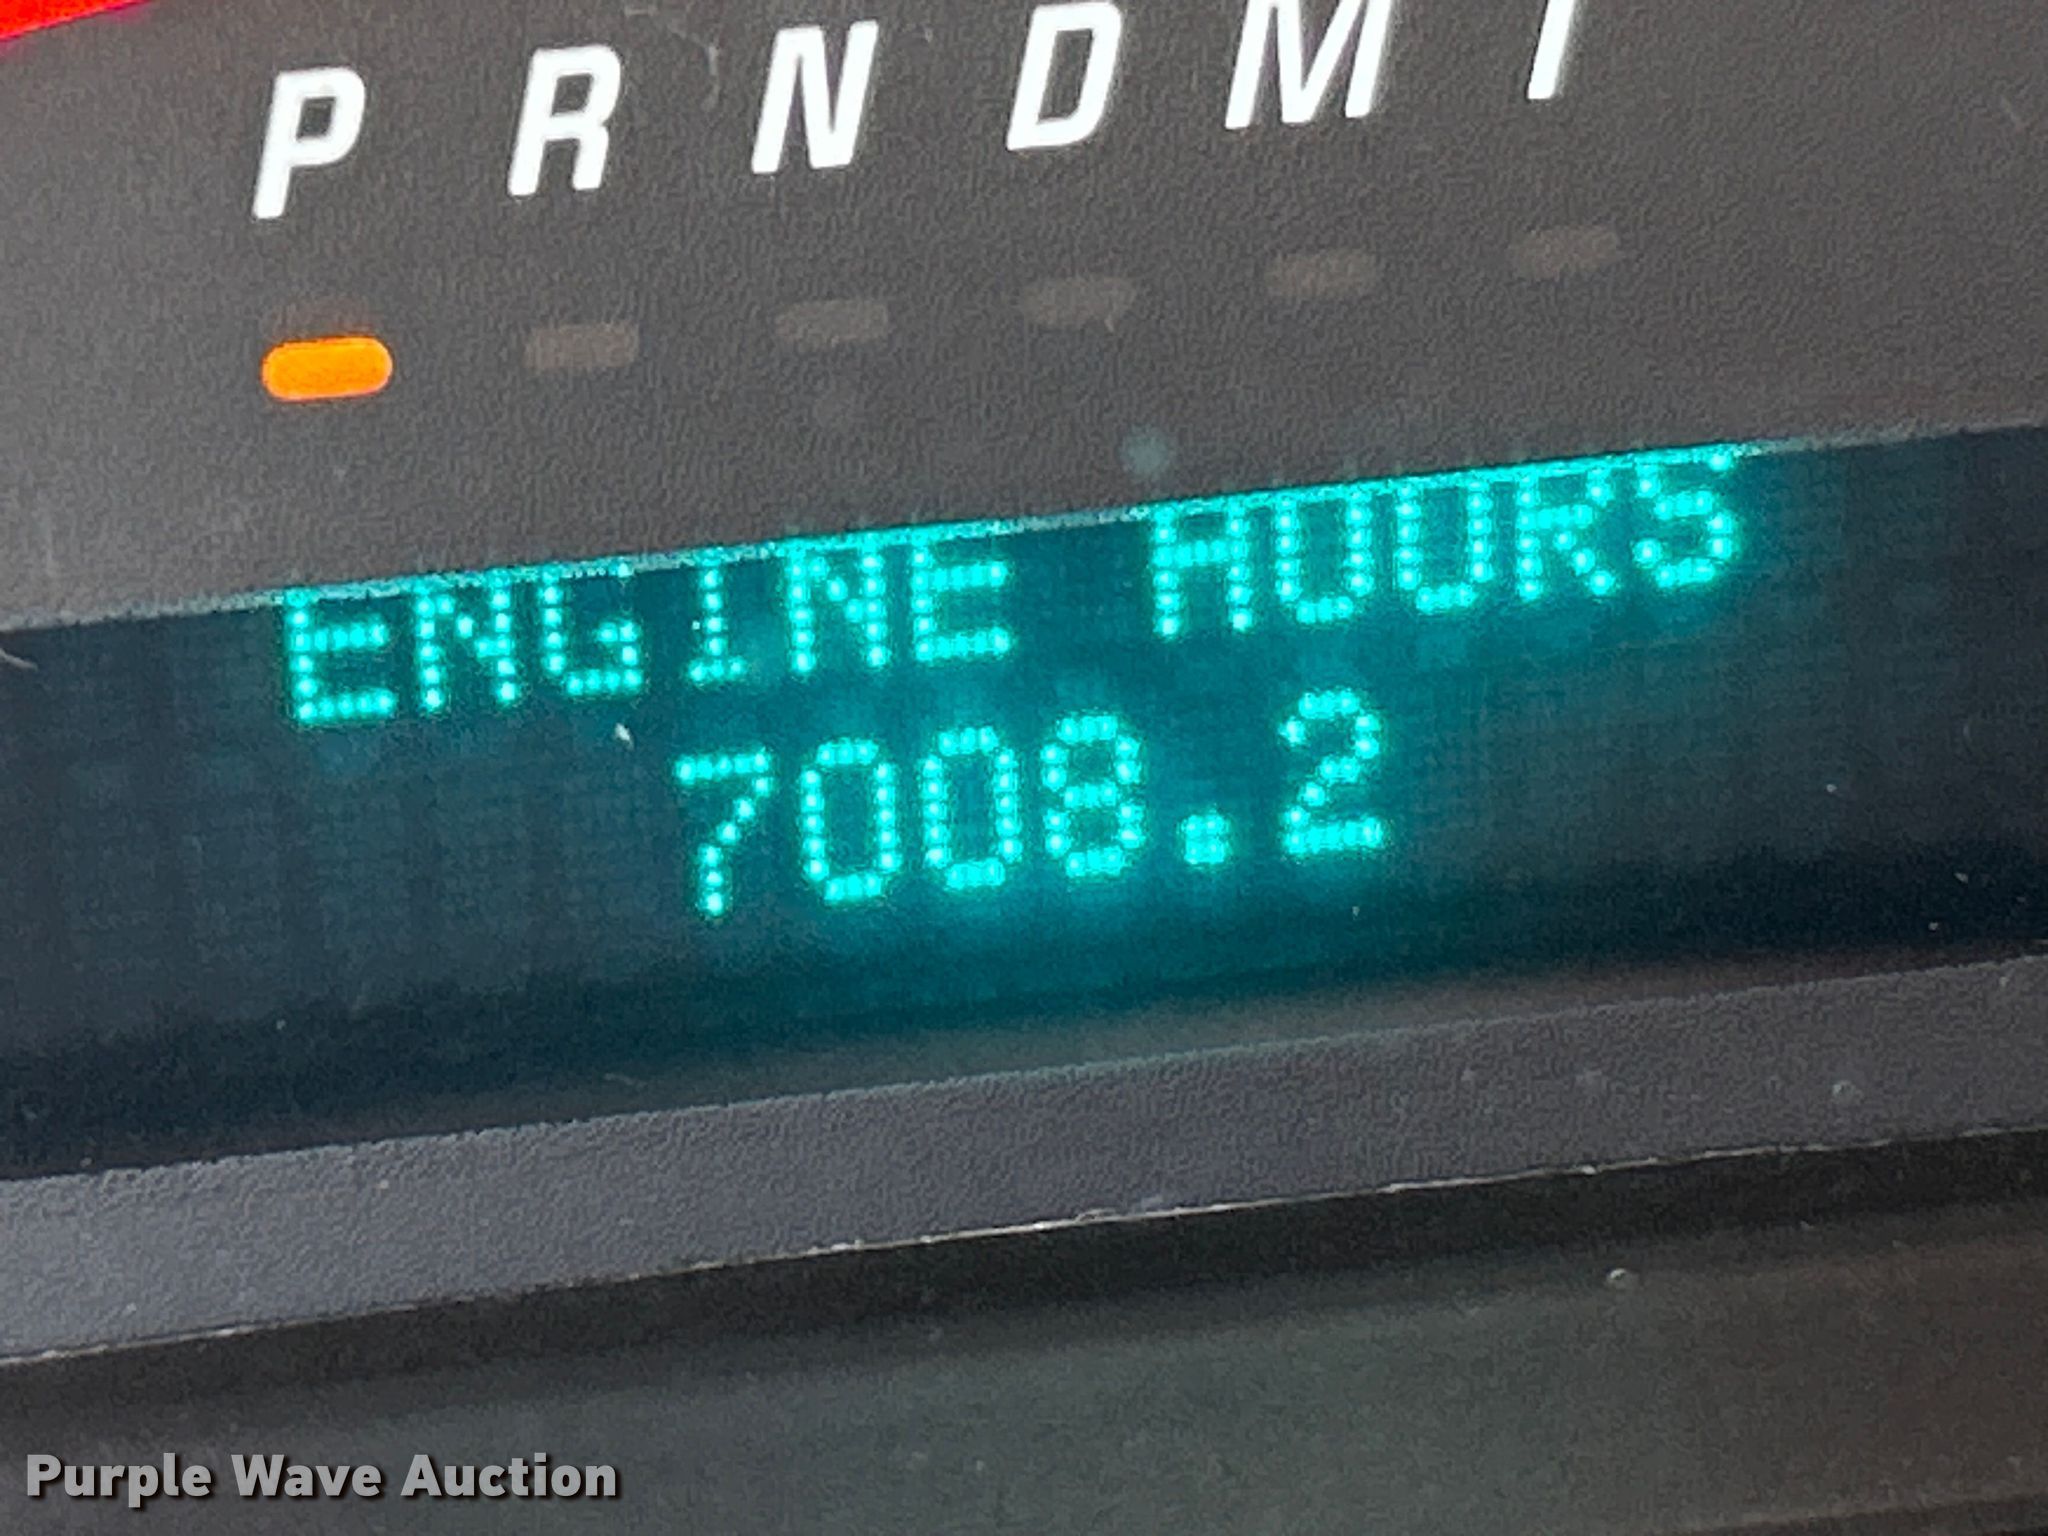 P R N D M 1
ENGINE HOURS
7008.2
Purple Wave Auction